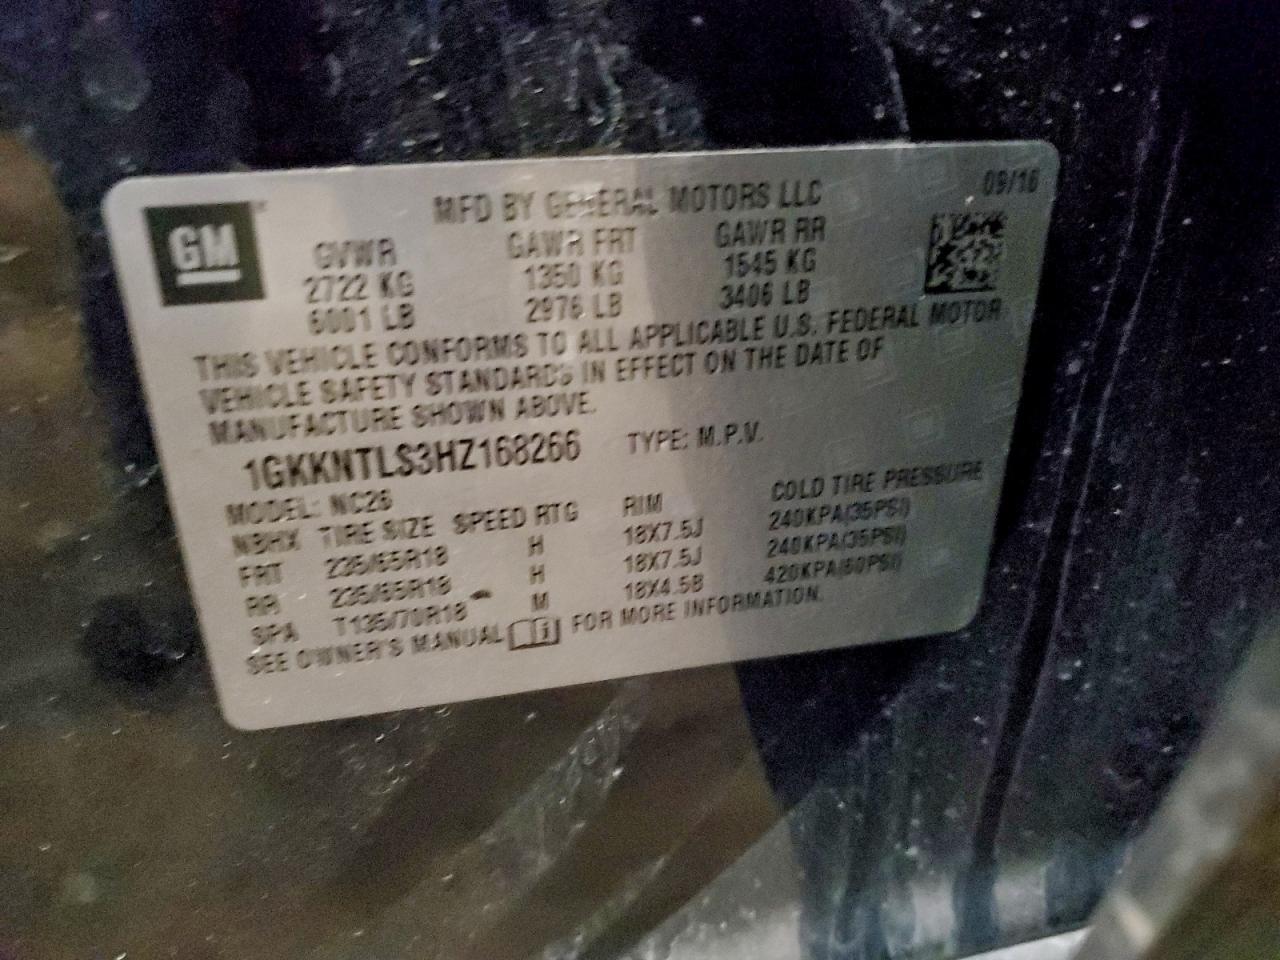 GM
MFD BY GENERAL MOTORS LLC 09/16
GVWR GAWR FRT GAWR RR
2722 KG 1350 KG 1545 KG
6001 LB 2976 LB 3406 LB
THIS VEHICLE CONFORMS TO ALL APPLICABLE U.S. FEDERAL MOTOR
VEHICLE SAFETY STANDARDS IN EFFECT ON THE DATE OF
MANUFACTURE SHOWN ABOVE.
1GKKNTLS3HZ168266 TYPE: M.P.V.
MODEL: NC26
NBHX TIRE SIZE SPEED RTG RIM COLD TIRE PRESSURE
FRT 235/65R18 H 18X7.5J 240KPA(35PSI)
RR 235/65R18 H 18X7.5J 240KPA(35PSI)
SPA T135/70R18 M 18X4.5B 420KPA(60PSI)
SEE OWNER'S MANUAL FOR MORE INFORMATION.